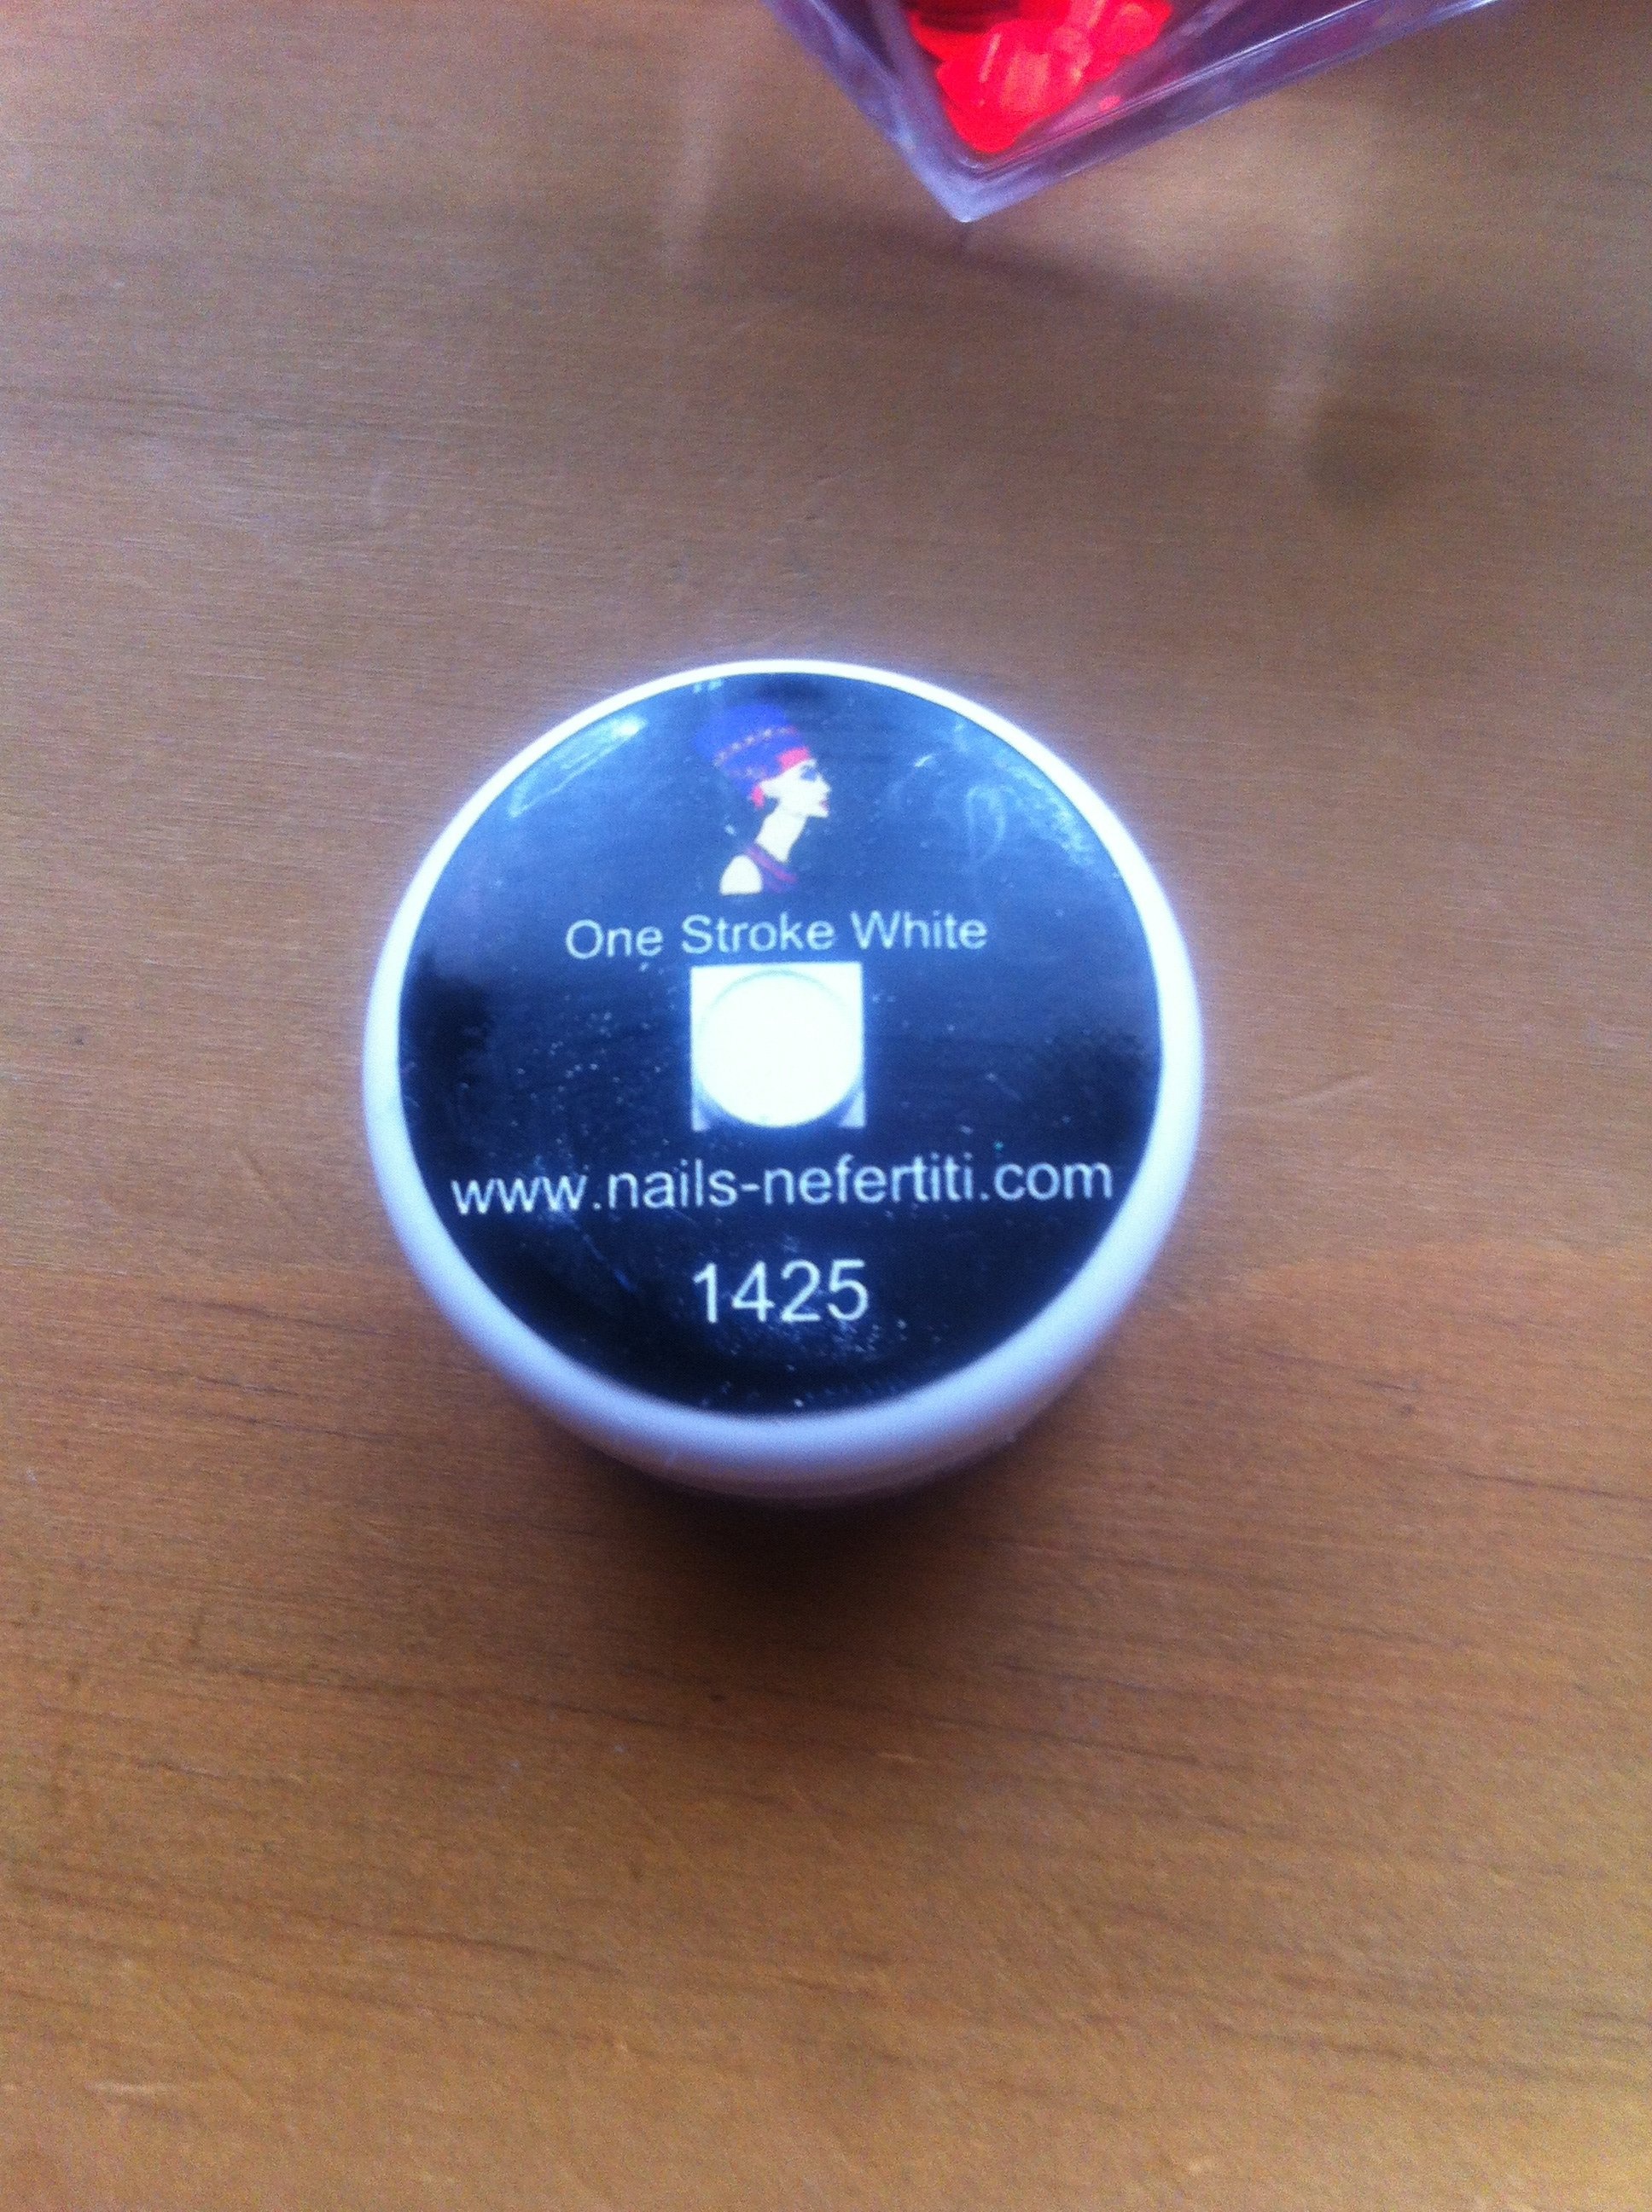 One Stroke White
www.nails-nefertiti.com
1425